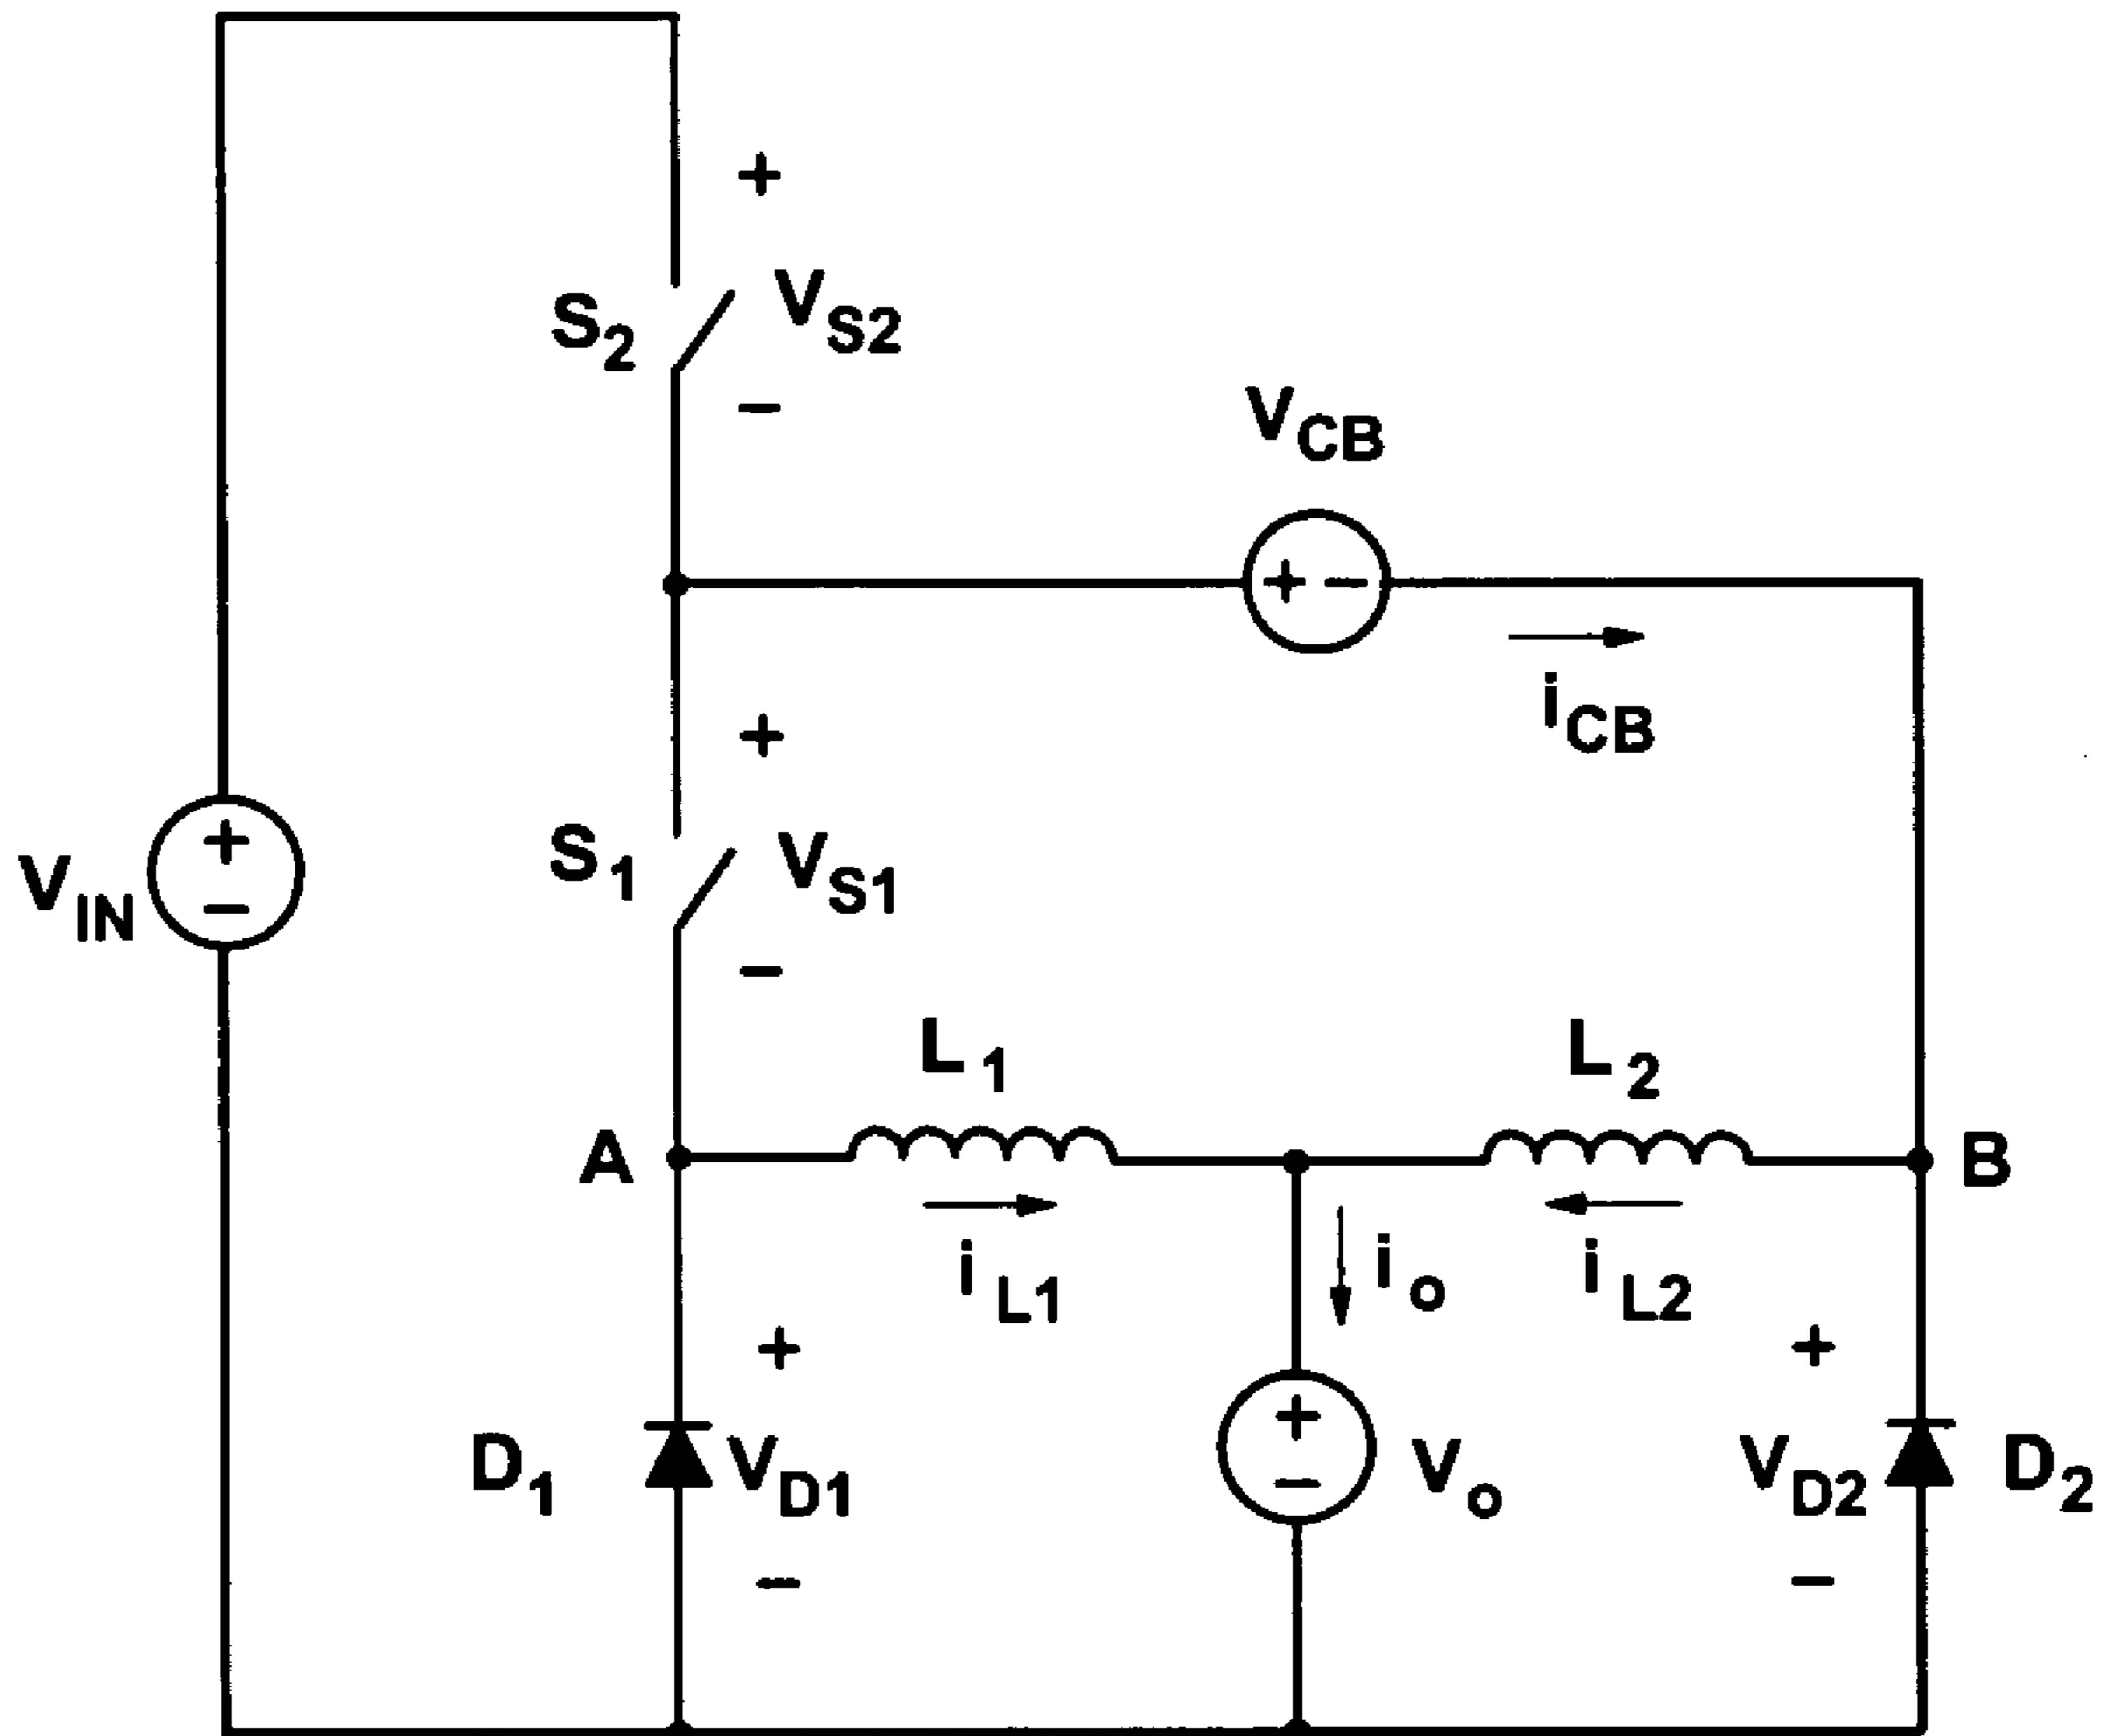 +
S2
VS2
−
VCB
+ −
iCB
+
S1
VS1
−
VIN
+
−
L1
L2
A
B
iL1
io
iL2
+
+
D1
VD1
+
−
Vo
VD2
D2
−
−